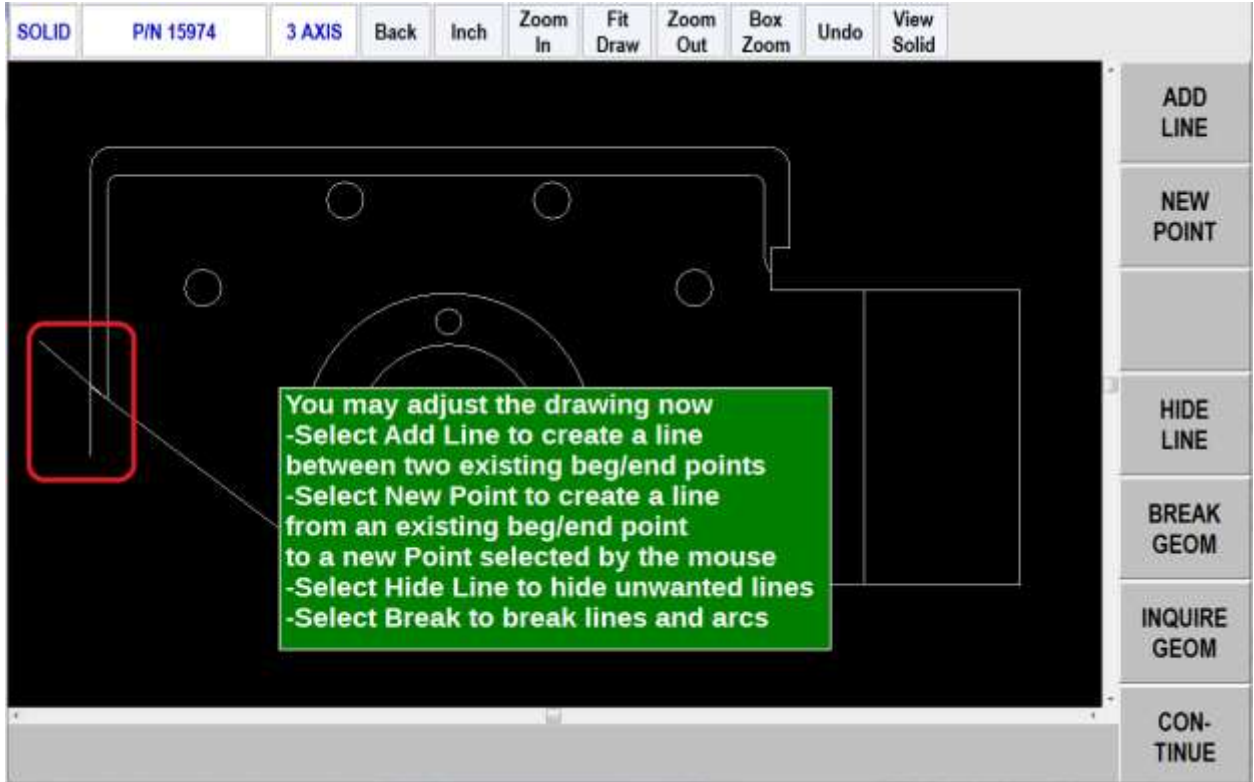 SOLID
P/N 15974
3 AXIS
Back
Inch
Zoom
In
Fit
Draw
Zoom
Out
Box
Zoom
Undo
View
Solid
ADD
LINE
NEW
POINT
HIDE
LINE
BREAK
GEOM
INQUIRE
GEOM
CON-
TINUE
You may adjust the drawing now
-Select Add Line to create a line
between two existing beg/end points
-Select New Point to create a line
from an existing beg/end point
to a new Point selected by the mouse
-Select Hide Line to hide unwanted lines
-Select Break to break lines and arcs